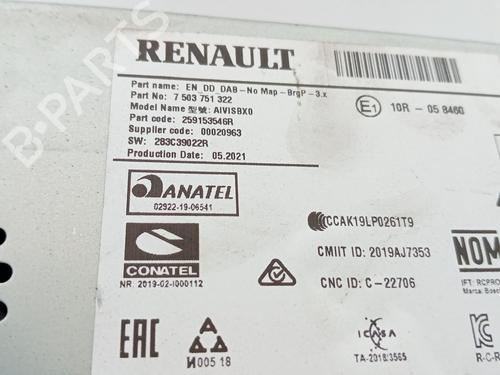 B-PARTS
RENAULT
Part name: EN_DD_DAB-No Map-BrgP-3.x
Part No: 7 503 751 322
Model Name 型號: AIVISBX0
Part code: 259153546R
Supplier code: 00020963
SW: 283C39022R
Production Date: 05.2021
E1 10R - 05 8460
ANATEL
02922-19-06541
CCAK19LP0261T9
CMIIT ID: 2019AJ7353
CNC ID: C-22706
CONATEL
NR: 2019-02-I000112
NOM
IFT: RCPRO
Marca: Bosc
EAC
И005 18
ICASA
TA-2018/3565
R-C-R